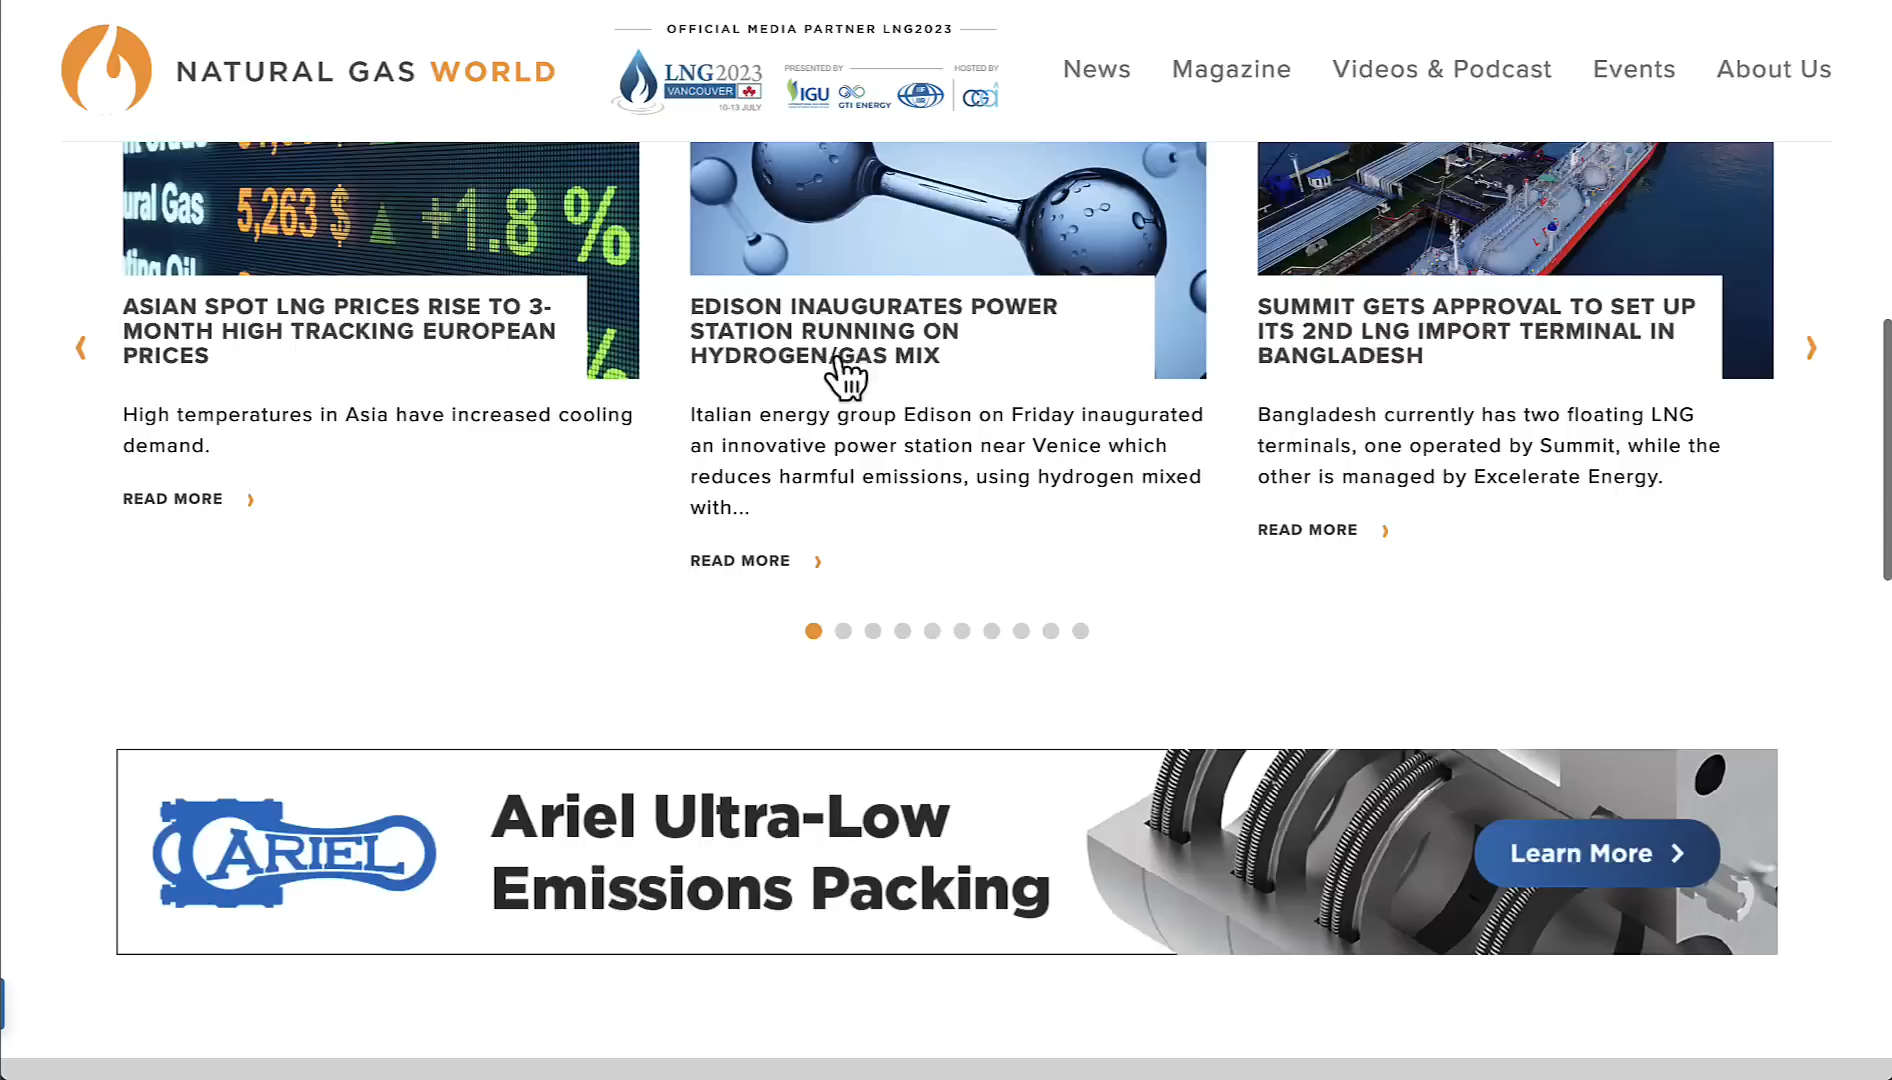 OFFICIAL MEDIA PARTNER LNG2023
NATURAL GAS WORLD
LNG2023
VANCOUVER
10-13 JULY
PRESENTED BY
HOSTED BY
IGU
GTI ENERGY
CGA
News
Magazine
Videos & Podcast
Events
About Us
ural Gas 5,263 $ +1.8 %
ting Oil
%
ASIAN SPOT LNG PRICES RISE TO 3-
MONTH HIGH TRACKING EUROPEAN
PRICES
High temperatures in Asia have increased cooling
demand.
READ MORE
EDISON INAUGURATES POWER
STATION RUNNING ON
HYDROGEN/GAS MIX
Italian energy group Edison on Friday inaugurated
an innovative power station near Venice which
reduces harmful emissions, using hydrogen mixed
with...
READ MORE
SUMMIT GETS APPROVAL TO SET UP
ITS 2ND LNG IMPORT TERMINAL IN
BANGLADESH
Bangladesh currently has two floating LNG
terminals, one operated by Summit, while the
other is managed by Excelerate Energy.
READ MORE
ARIEL
Ariel Ultra-Low
Emissions Packing
Learn More